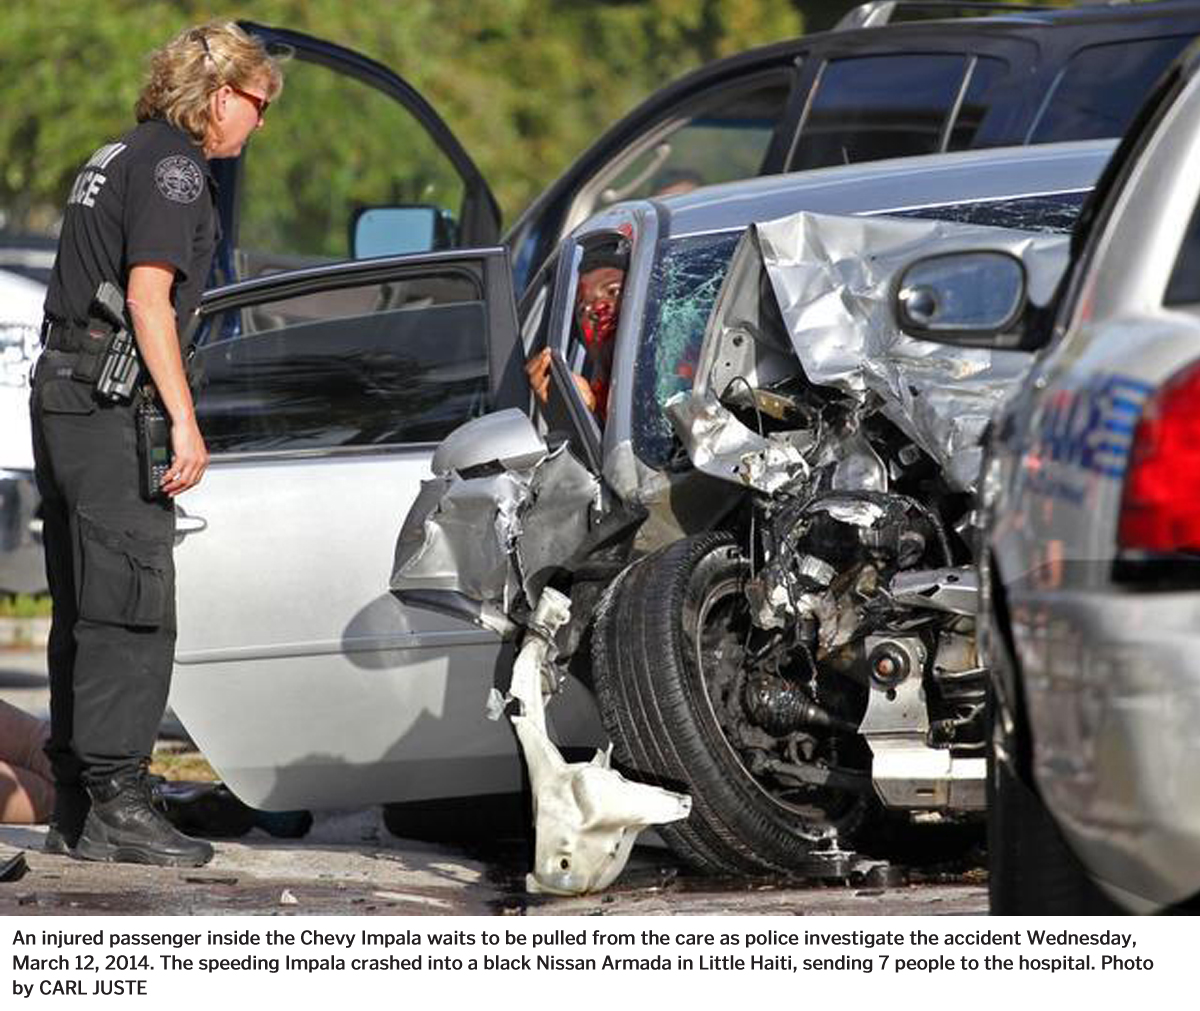 An injured passenger inside the Chevy Impala waits to be pulled from the care as police investigate the accident Wednesday,
March 12, 2014. The speeding Impala crashed into a black Nissan Armada in Little Haiti, sending 7 people to the hospital. Photo
by CARL JUSTE